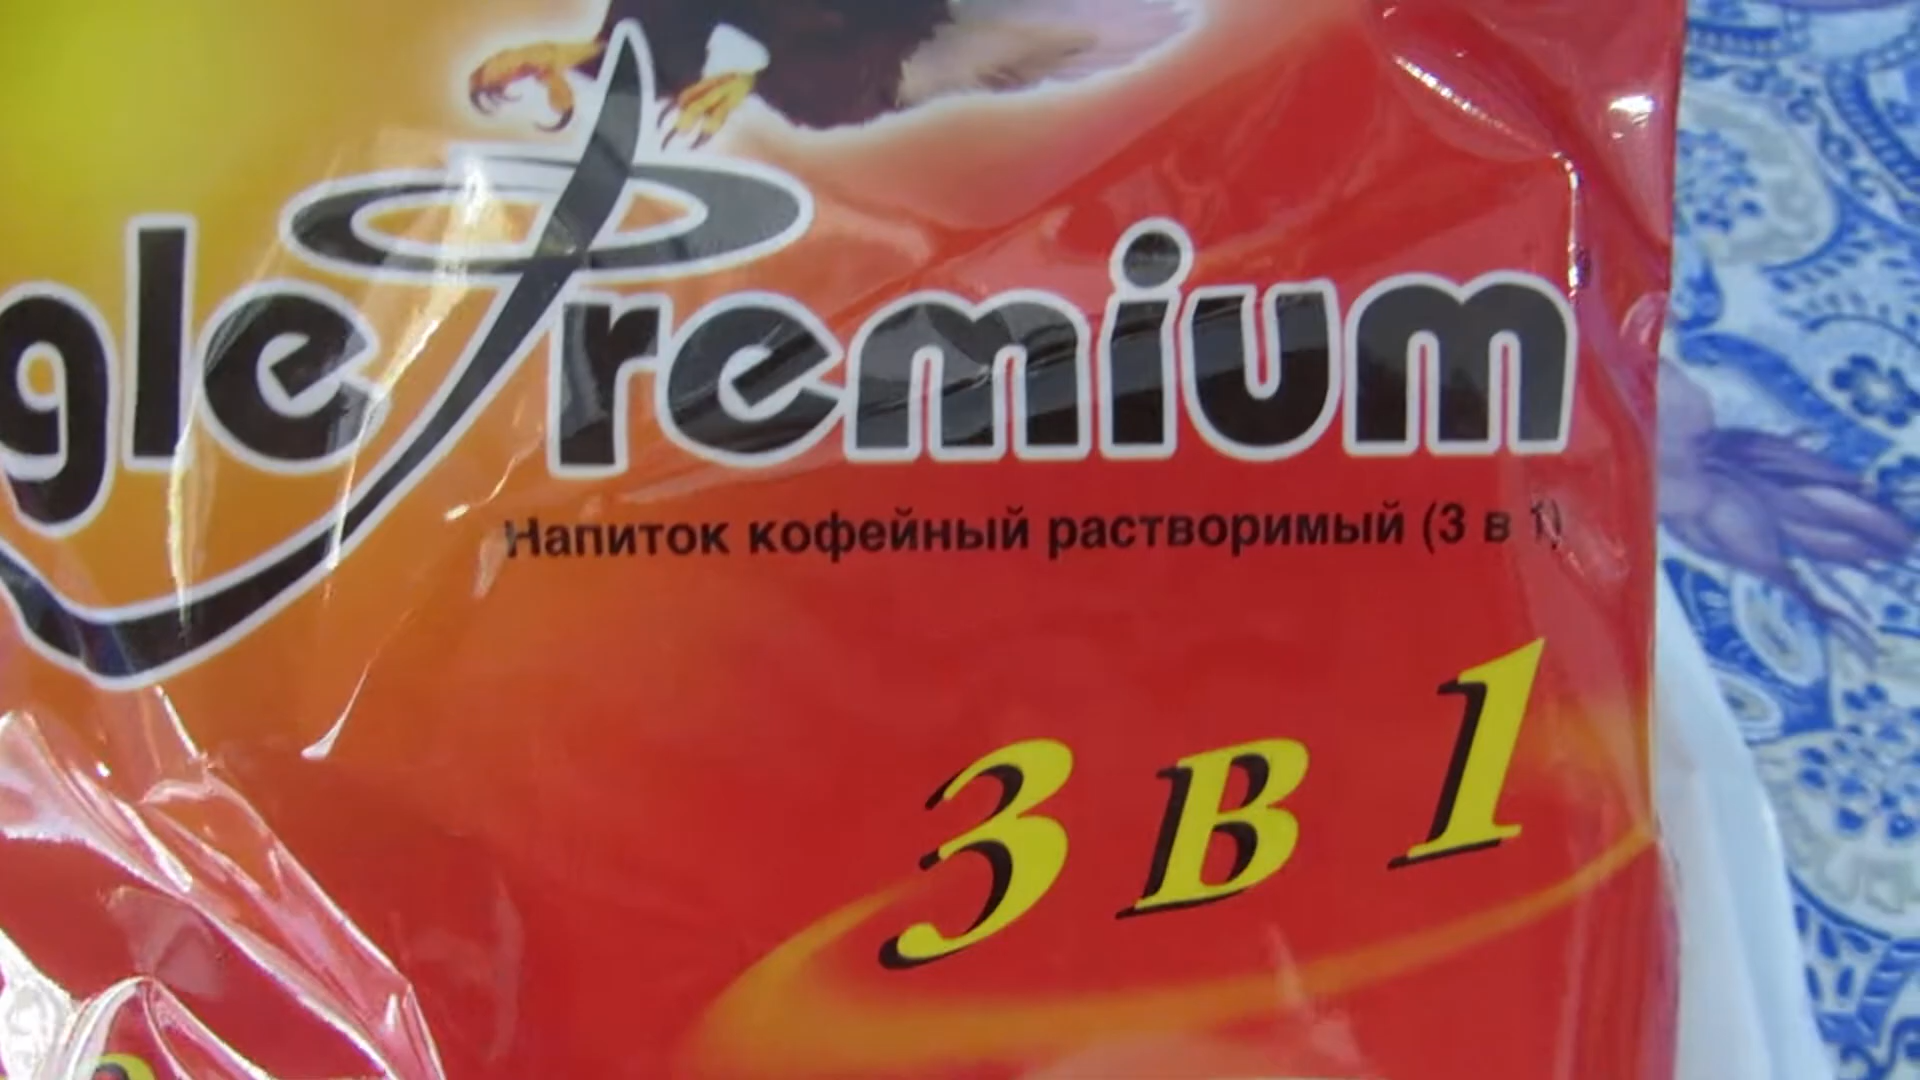 gle Premium
Напиток кофейный растворимый (3 в 1)
3 в 1